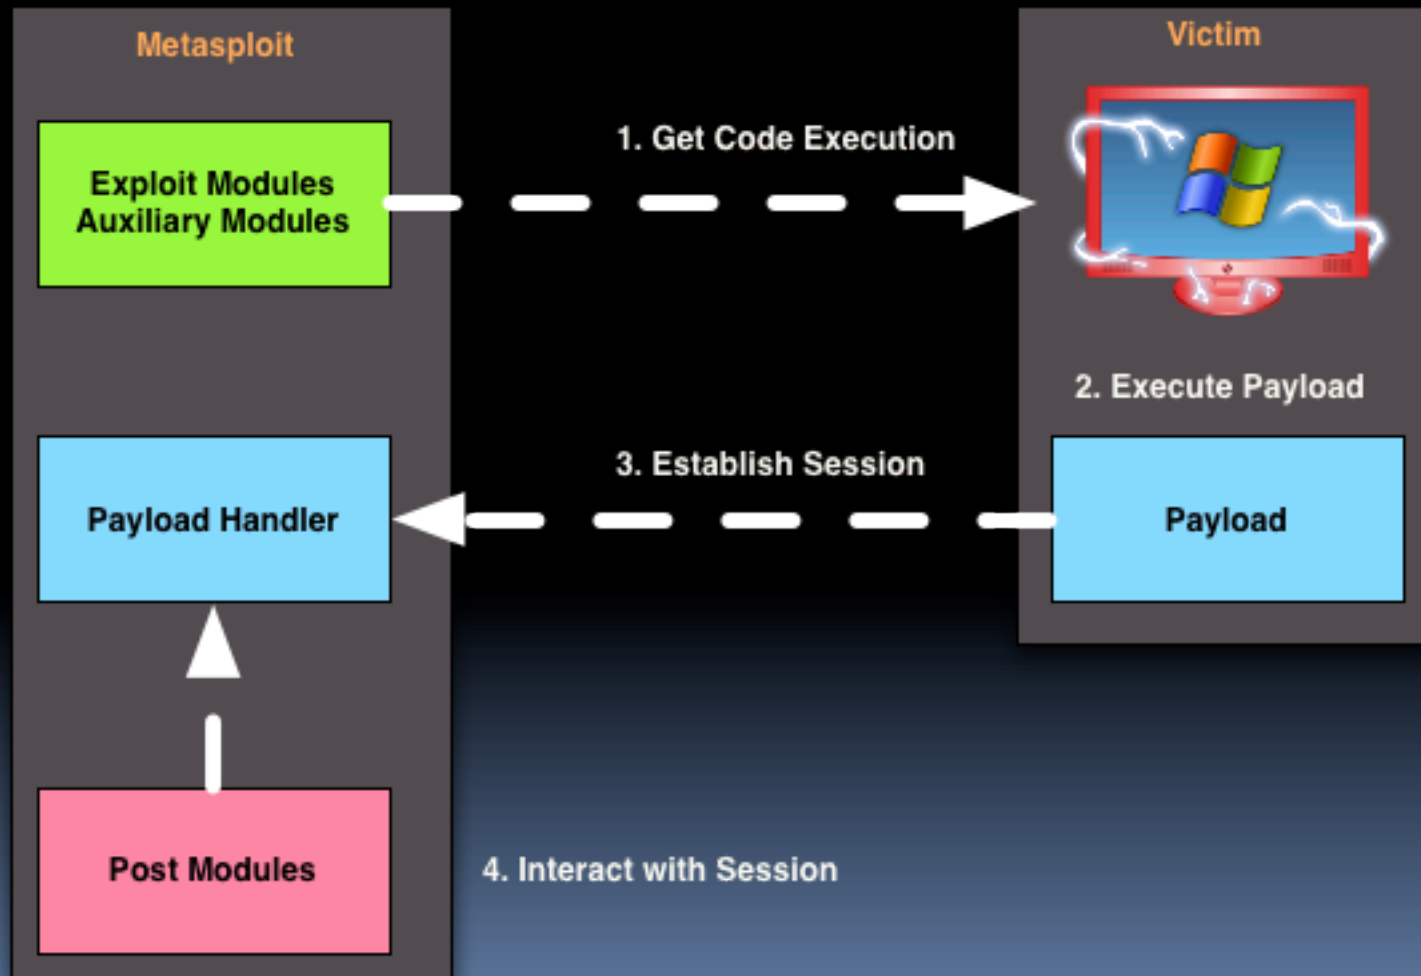 Metasploit
Victim
1. Get Code Execution
Exploit Modules
Auxiliary Modules
2. Execute Payload
3. Establish Session
Payload Handler
Payload
Post Modules
4. Interact with Session